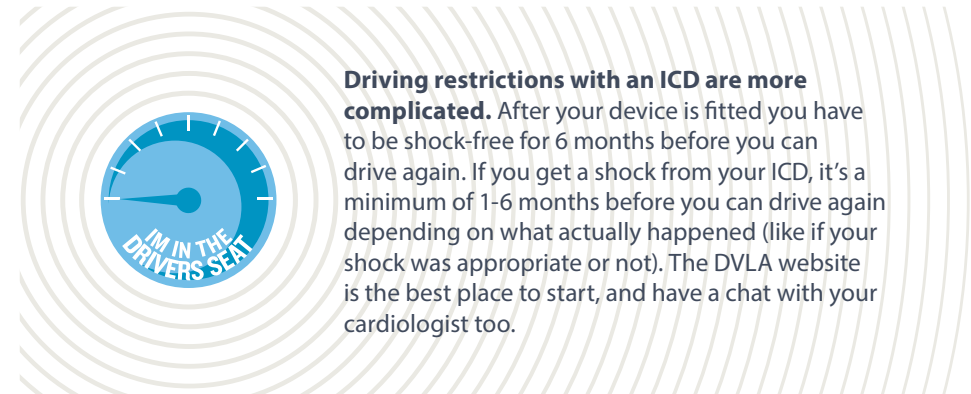 Driving restrictions with an ICD are more
complicated. After your device is fitted you have
to be shock-free for 6 months before you can
drive again. If you get a shock from your ICD, it's a
minimum of 1-6 months before you can drive again
depending on what actually happened (like if your
shock was appropriate or not). The DVLA website
is the best place to start, and have a chat with your
cardiologist too.
IM IN THE
DRIVERS SEAT